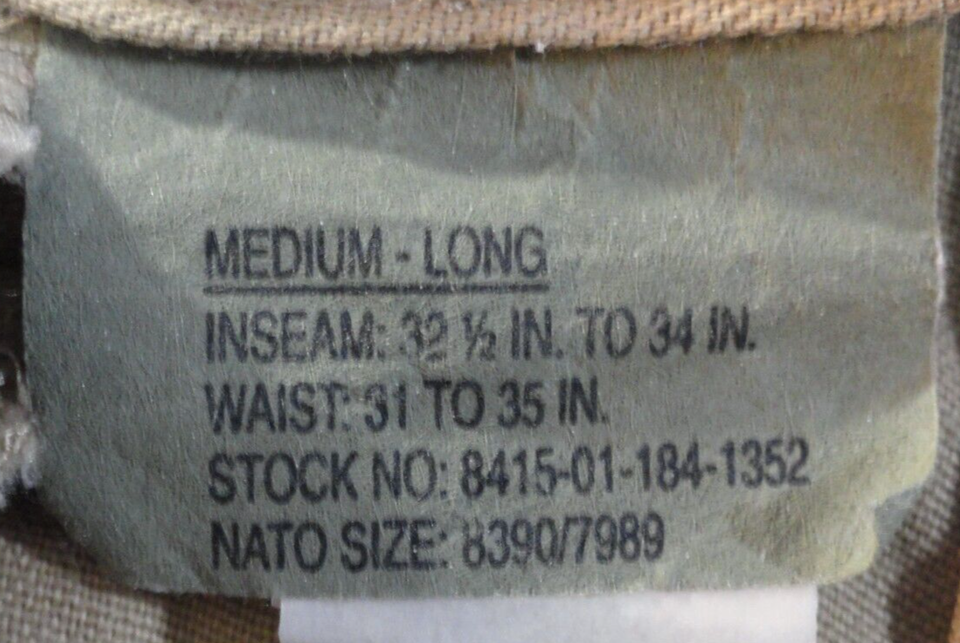 MEDIUM - LONG
INSEAM: 32 ½ IN. TO 34 IN.
WAIST: 31 TO 35 IN.
STOCK NO: 8415-01-184-1352
NATO SIZE: 8390/7989